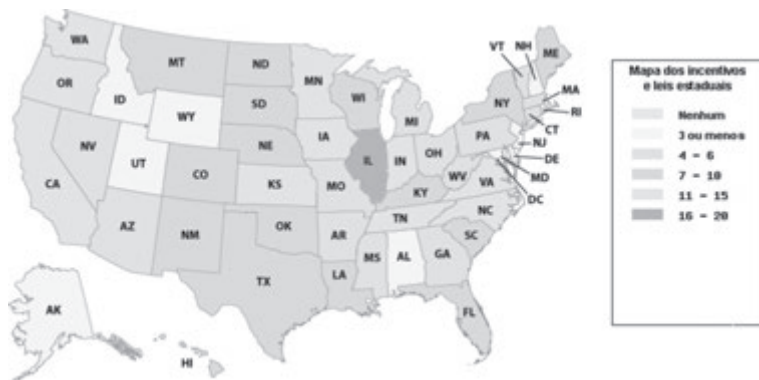 WA
OR
CA
NV
ID
MT
WY
UT
AZ
CO
NM
ND
SD
NE
KS
OK
TX
MN
IA
MO
AR
LA
WI
IL
MI
IN
OH
KY
TN
MS
AL
GA
FL
SC
NC
VA
WV
PA
NY
VT
NH
ME
MA
RI
CT
NJ
DE
MD
DC
AK
HI
Mapa dos incentivos
e leis estaduais
Nenhum
3 ou menos
4 – 6
7 – 10
11 – 15
16 – 20